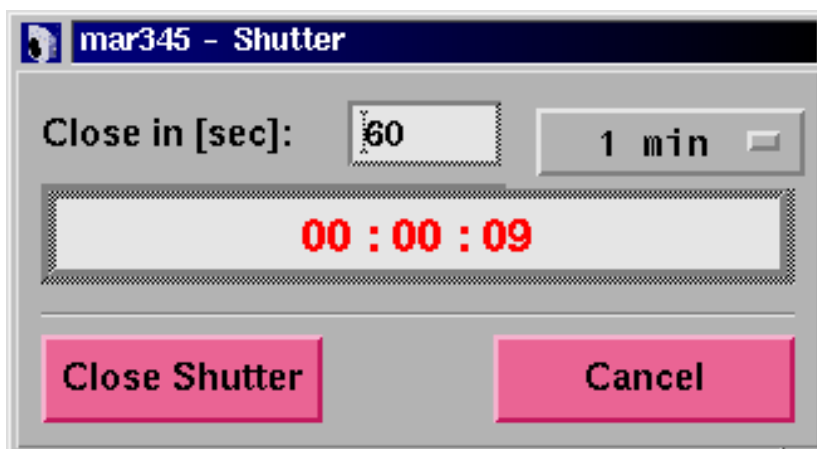 mar345 - Shutter
Close in [sec]: 60 1 min
00 : 00 : 09
Close Shutter Cancel